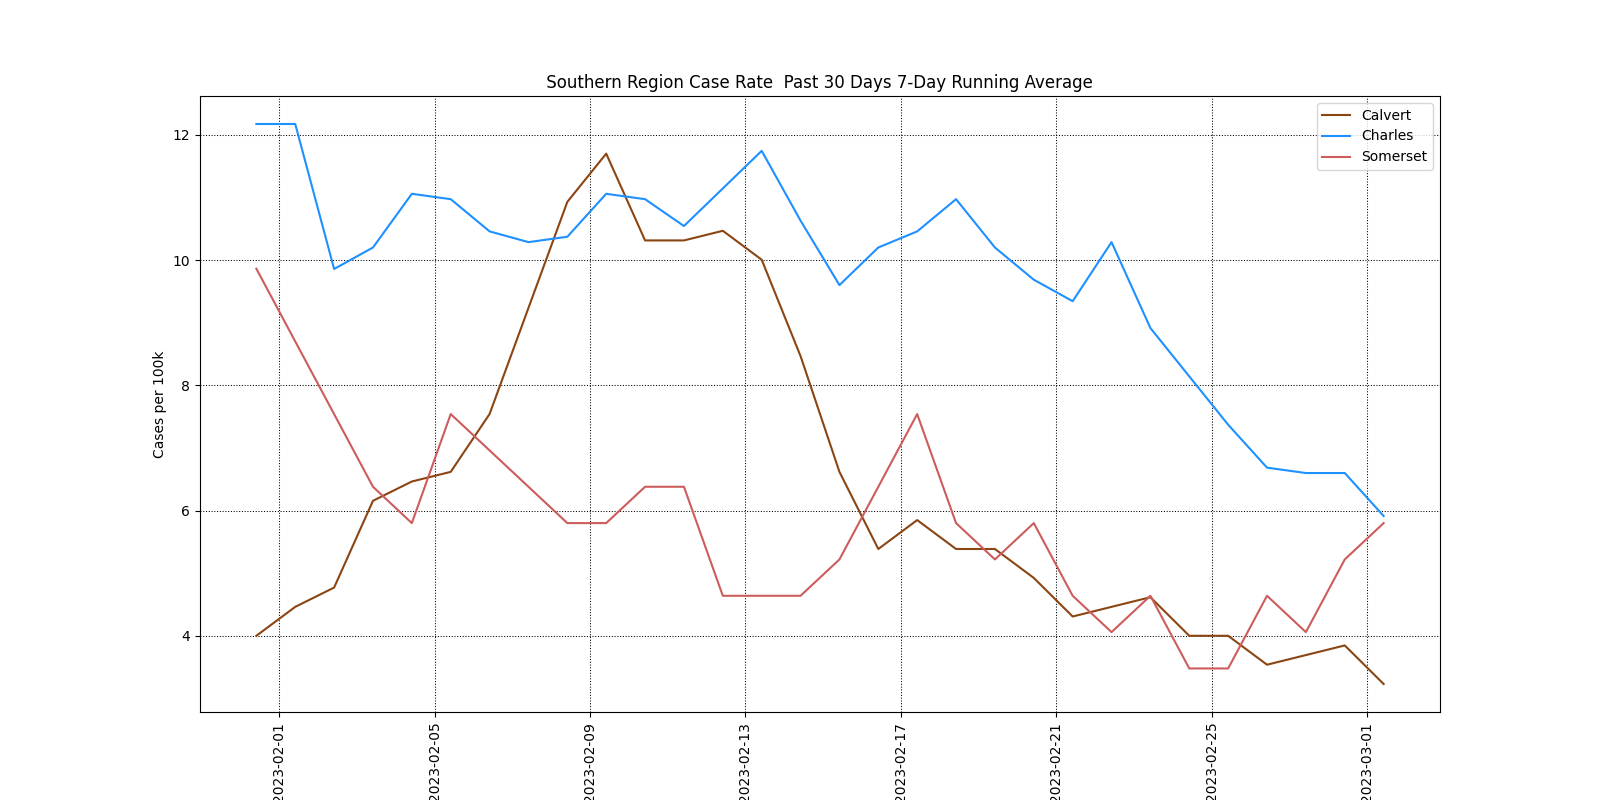 Southern Region Case Rate  Past 30 Days 7-Day Running Average
Calvert
Charles
Somerset
Cases per 100k
12
10
8
6
4
2023-02-01
2023-02-05
2023-02-09
2023-02-13
2023-02-17
2023-02-21
2023-02-25
2023-03-01